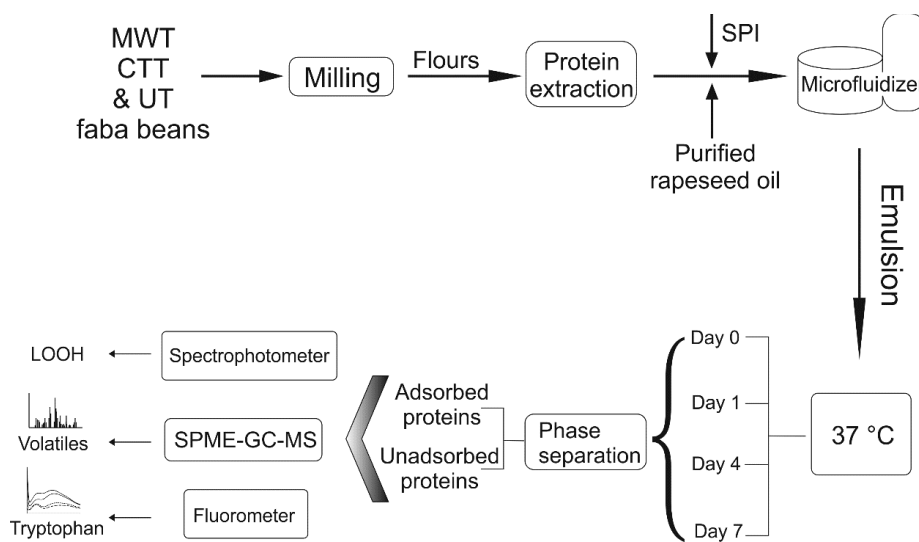 MWT
CTT
& UT
faba beans
Milling
Flours
Protein
extraction
SPI
Purified
rapeseed oil
Microfluidizer
Emulsion
37 °C
Day 0
Day 1
Day 4
Day 7
Phase
separation
Adsorbed
proteins
Unadsorbed
proteins
Spectrophotometer
LOOH
SPME-GC-MS
Volatiles
Fluorometer
Tryptophan